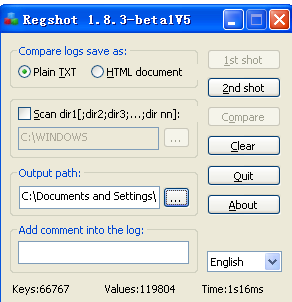 Regshot 1.8.3-beta1V5
Compare logs save as:
Plain TXT
HTML document
1st shot
2nd shot
Scan dir1[;dir2;dir3;...;dir nn]:
Compare
C:\WINDOWS
...
Clear
Output path:
Quit
C:\Documents and Settings\
...
About
Add comment into the log:
English
Keys:66767
Values:119804
Time:1s16ms